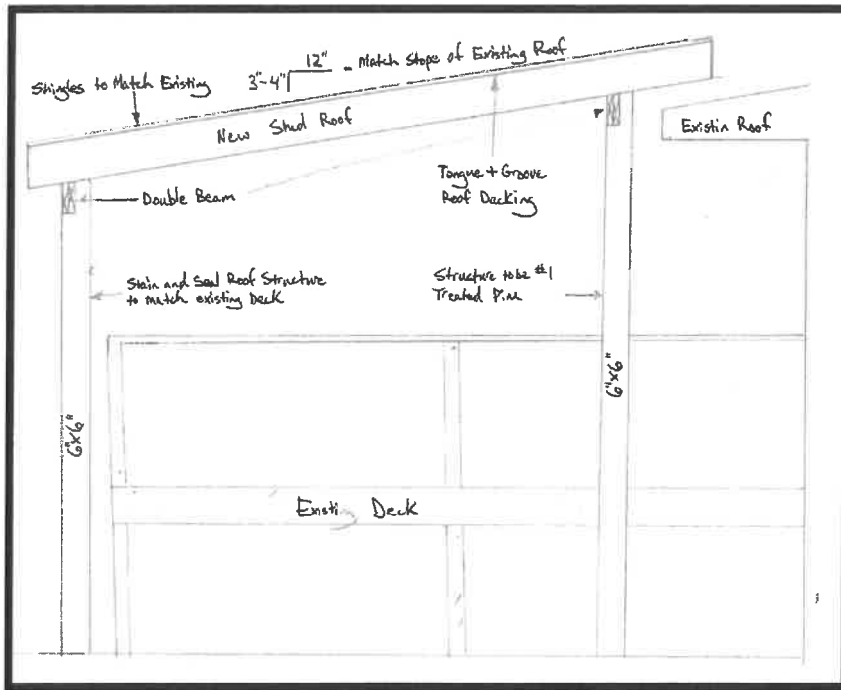 Shingles to Match Existing
12"
3"-4"
- Match Slope of Existing Roof
New Shed Roof
Existin Roof
Double Beam
Tongue + Groove
Roof Decking
Stain and Seal Roof Structure
to match existing Deck
Structure to be #1
Treated Pine
6"x6"
6"x6"
Existing Deck